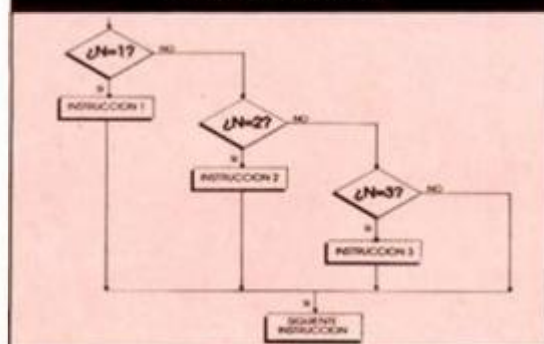 ¿N=1?
NO
SI
INSTRUCCION 1
¿N=2?
NO
SI
INSTRUCCION 2
¿N=3?
NO
SI
INSTRUCCION 3
SI
SIGUIENTE
INSTRUCCION